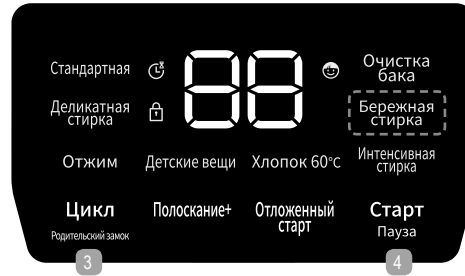 Стандартная
88
Очистка
бака
Деликатная
стирка
Бережная
стирка
Отжим
Детские вещи
Хлопок 60°C
Интенсивная
стирка
Цикл
Родительский замок
Полоскание+
Отложенный
старт
Старт
Пауза
3
4